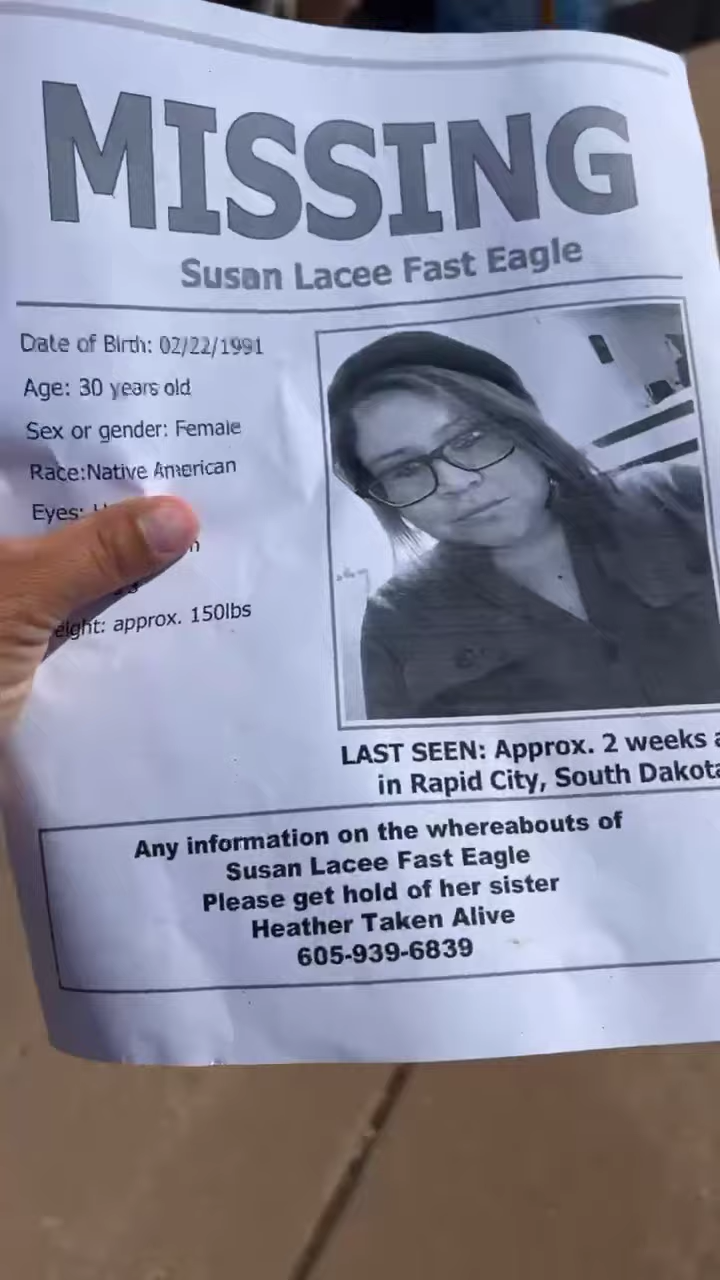 MISSING
Susan Lacee Fast Eagle
Date of Birth: 02/22/1991
Age: 30 years old
Sex or gender: Female
Race:Native American
Eyes:
approx. 150lbs
LAST SEEN: Approx. 2 weeks
in Rapid City, South Dakota
Any information on the whereabouts of
Susan Lacee Fast Eagle
Please get hold of her sister
Heather Taken Alive
605-939-6839